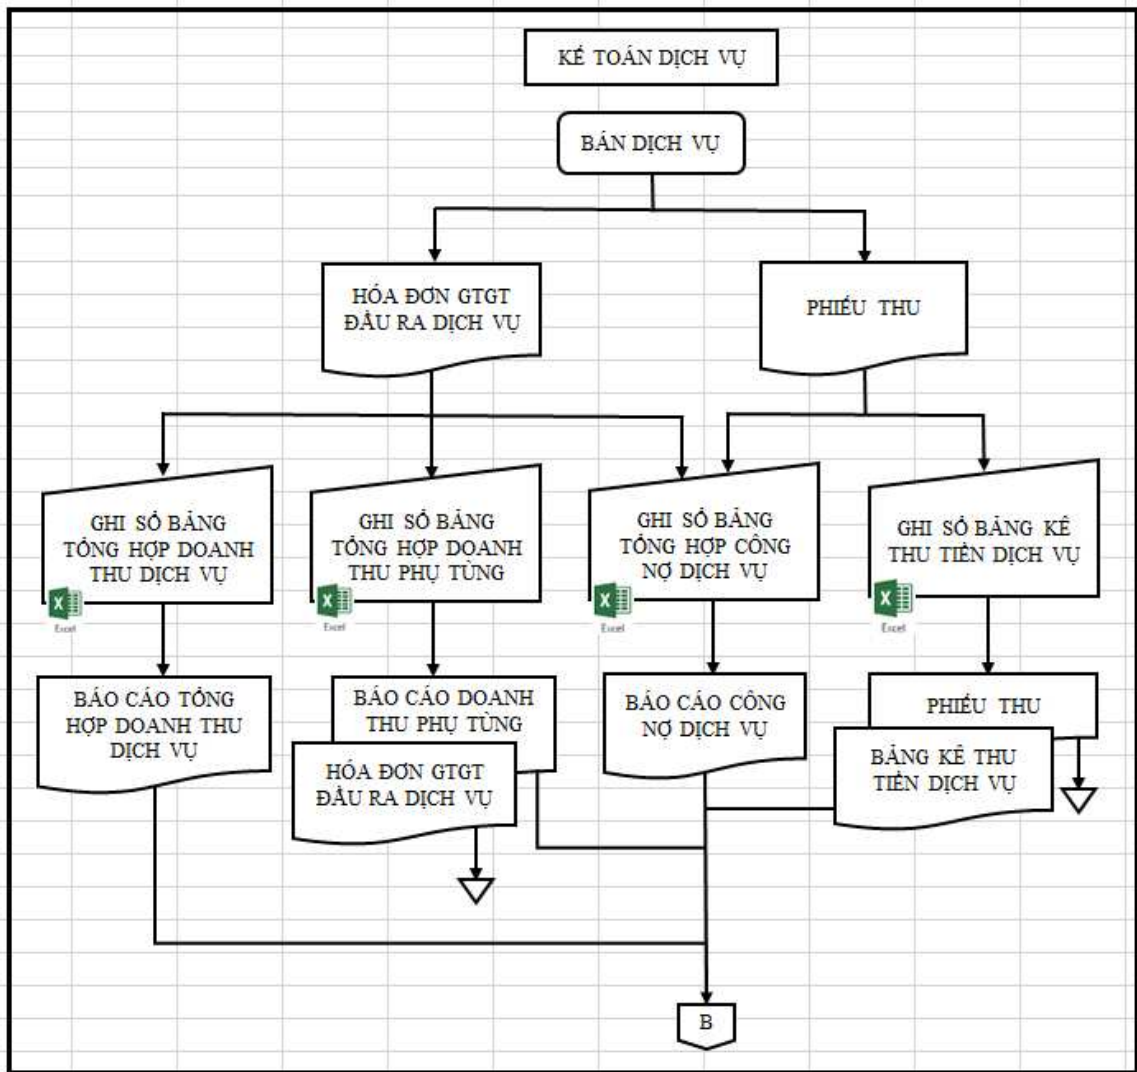 KẾ TOÁN DỊCH VỤ
BÁN DỊCH VỤ
HÓA ĐƠN GTGT
ĐẦU RA DỊCH VỤ
PHIẾU THU
GHI SỔ BẢNG
TỔNG HỢP DOANH
THU DỊCH VỤ
Excel
GHI SỔ BẢNG
TỔNG HỢP DOANH
THU PHỤ TÙNG
Excel
GHI SỔ BẢNG
TỔNG HỢP CÔNG
NỢ DỊCH VỤ
Excel
GHI SỔ BẢNG KÊ
THU TIỀN DỊCH VỤ
Excel
BÁO CÁO TỔNG
HỢP DOANH THU
DỊCH VỤ
BÁO CÁO DOANH
THU PHỤ TÙNG
HÓA ĐƠN GTGT
ĐẦU RA DỊCH VỤ
BÁO CÁO CÔNG
NỢ DỊCH VỤ
PHIẾU THU
BẢNG KÊ THU
TIỀN DỊCH VỤ
B